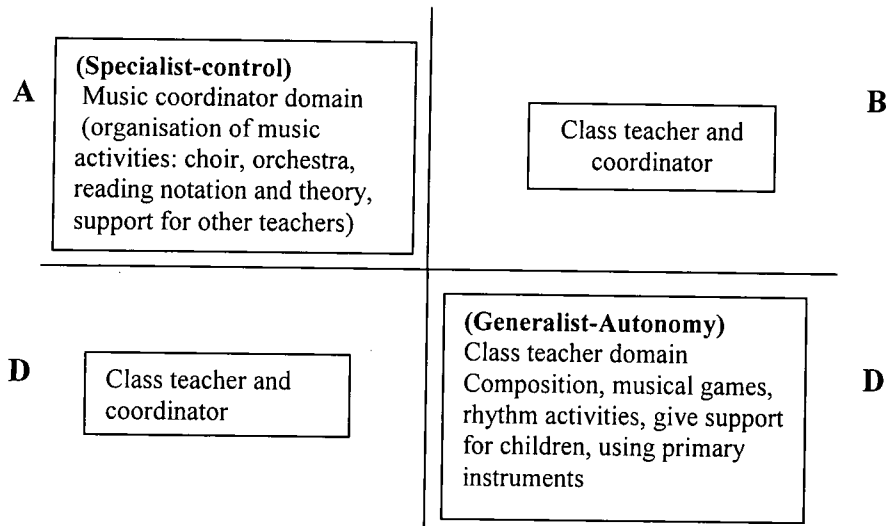 A
(Specialist-control)
Music coordinator domain
(organisation of music
activities: choir, orchestra,
reading notation and theory,
support for other teachers)
Class teacher and
coordinator
B
D
Class teacher and
coordinator
(Generalist-Autonomy)
Class teacher domain
Composition, musical games,
rhythm activities, give support
for children, using primary
instruments
D